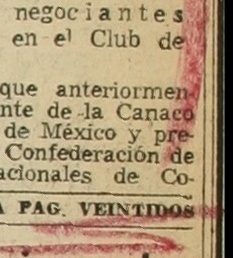 negociantes
en el Club de
que anteriormen-
nte de la Canaco
de México y pre-
Confederación de
acionales de Co-
A PAG. VEINTIDOS